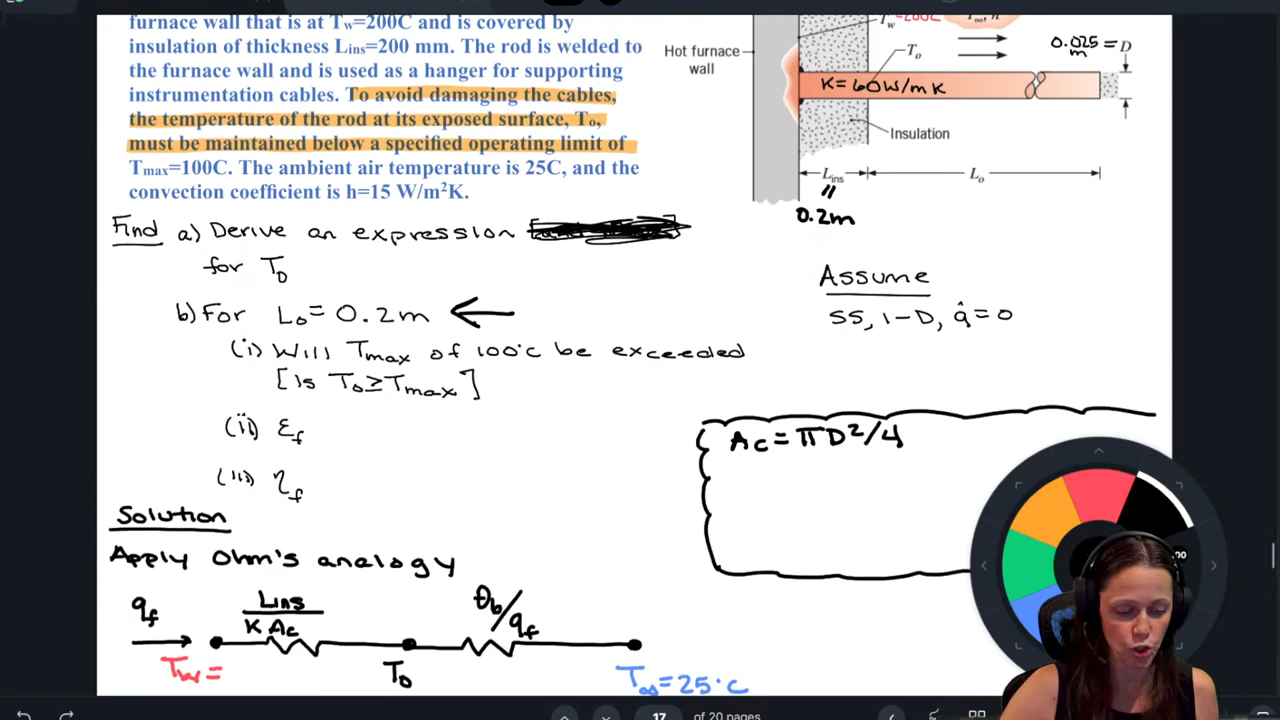 furnace wall that is at Tw=200C and is covered by
insulation of thickness Lins=200 mm. The rod is welded to
the furnace wall and is used as a hanger for supporting
instrumentation cables. To avoid damaging the cables,
the temperature of the rod at its exposed surface, To,
must be maintained below a specified operating limit of
Tmax=100C. The ambient air temperature is 25C, and the
convection coefficient is h=15 W/m²K.
Tw =200C
T∞, h
Hot furnace
wall
To
0.025 = D
m
K=60W/mK
Insulation
Lins
Lo
"
0.2m
Find a) Derive an expression
for To
b) For Lo = 0.2m
(i) Will Tmax of 100°C be exceeded
[Is To≥Tmax]
(ii) εf
(iii) ηf
Assume
SS, 1-D, q̇=0
Ac = πD²/4
Solution
Apply Ohm's analogy
qf
Lins
K Ac
θb/qf
Tw=
To
T∞=25°C
17 of 20 pages